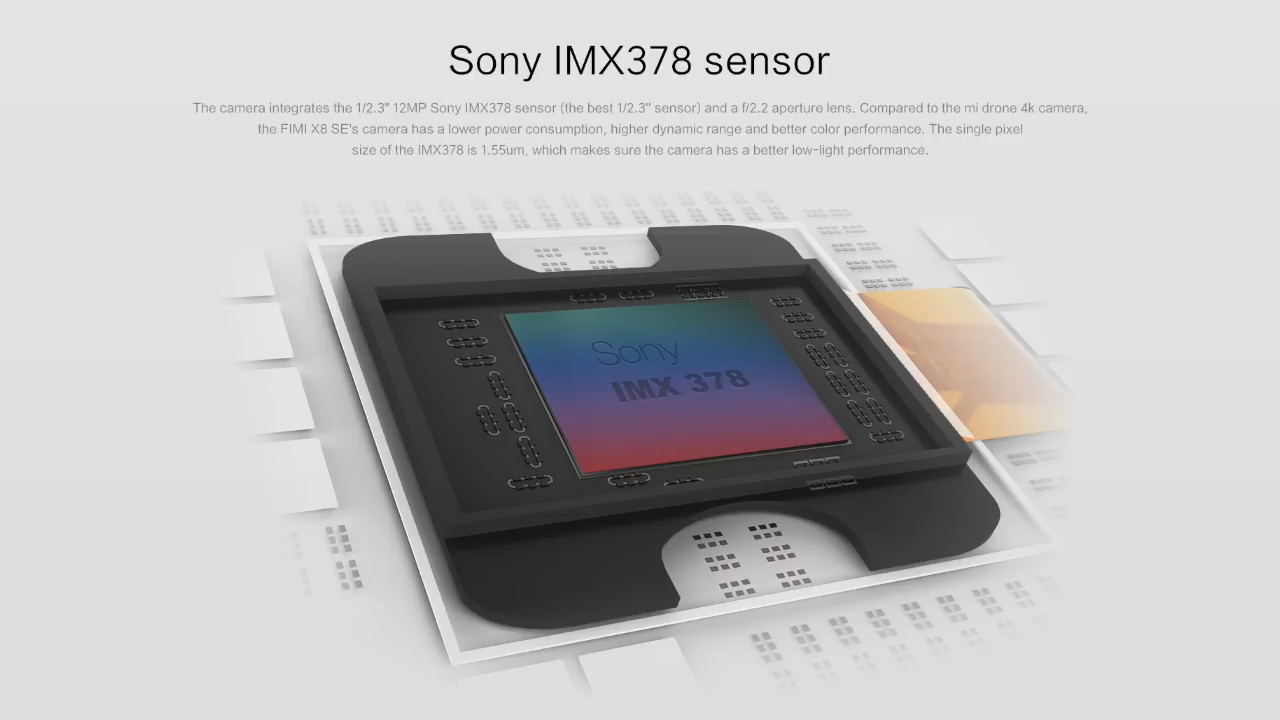 Sony IMX378 sensor
The camera integrates the 1/2.3" 12MP Sony IMX378 sensor (the best 1/2.3" sensor) and a f/2.2 aperture lens. Compared to the mi drone 4k camera,
the FIMI X8 SE's camera has a lower power consumption, higher dynamic range and better color performance. The single pixel
size of the IMX378 is 1.55um, which makes sure the camera has a better low-light performance.
Sony
IMX 378